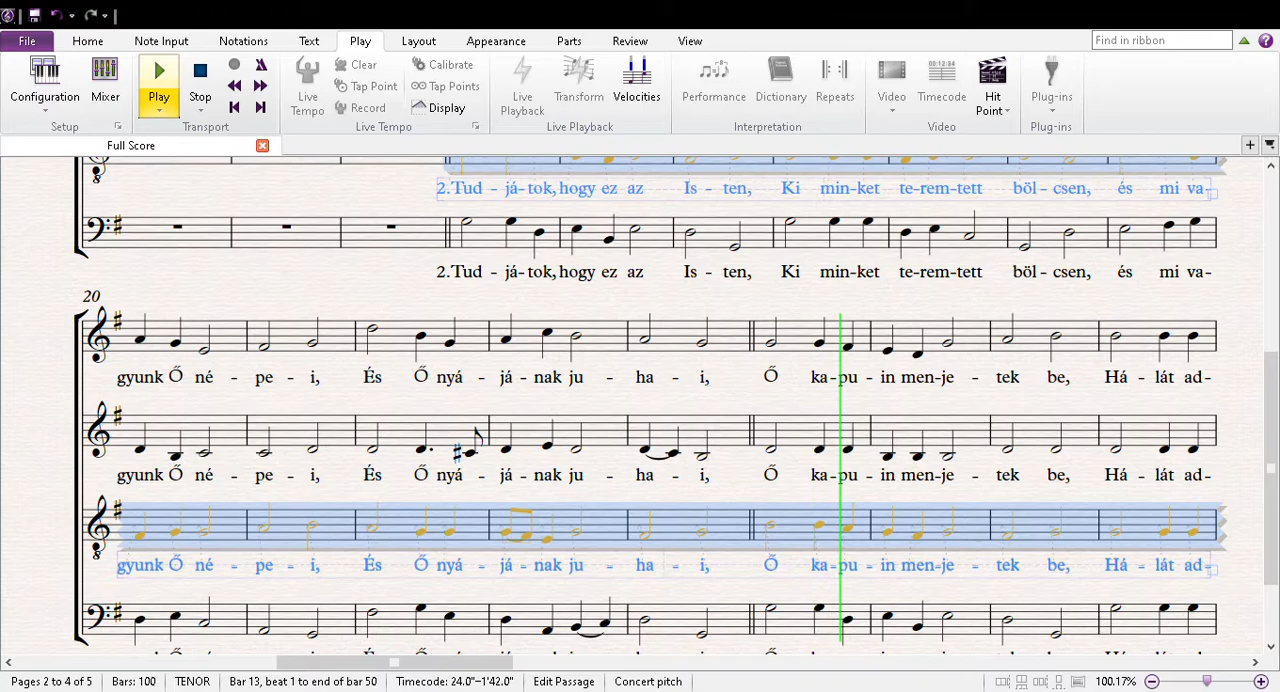 File Home Note Input Notations Text Play Layout Appearance Parts Review View Find in ribbon
Configuration Mixer Play Stop Live Tempo Clear Tap Point Record Calibrate Tap Points Display Live Playback Transform Velocities Performance Dictionary Repeats Video Timecode Hit Point Plug-ins
Setup Transport Live Tempo Live Playback Interpretation Video Plug-ins
Full Score
2.Tud - já-tok, hogy ez az Is - ten, Ki min-ket te-rem-tett böl - csen, és mi va-
2.Tud - já-tok, hogy ez az Is - ten, Ki min-ket te-rem-tett böl - csen, és mi va-
20
gyunk Ő né - pe - i, És Ő nyá - já - nak ju - ha - i, Ő ka-pu - in men-je - tek be, Há - lát ad-
gyunk Ő né - pe - i, És Ő nyá - já - nak ju - ha - i, Ő ka-pu - in men-je - tek be, Há - lát ad-
gyunk Ő né - pe - i, És Ő nyá - já - nak ju - ha - i, Ő ka-pu - in men-je - tek be, Há - lát ad-
Pages 2 to 4 of 5 Bars: 100 TENOR Bar 13, beat 1 to end of bar 50 Timecode: 24.0"–1'42.0" Edit Passage Concert pitch 100.17%